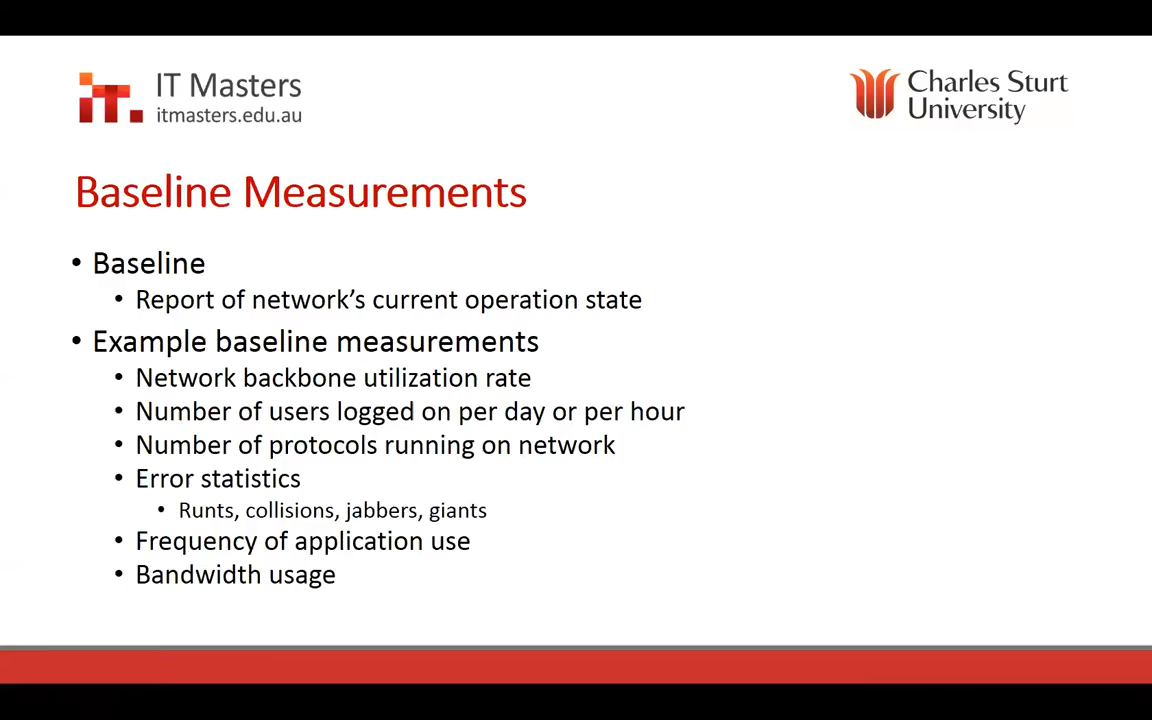 IT Masters
itmasters.edu.au
Charles Sturt
University
Baseline Measurements
• Baseline
• Report of network’s current operation state
• Example baseline measurements
• Network backbone utilization rate
• Number of users logged on per day or per hour
• Number of protocols running on network
• Error statistics
• Runts, collisions, jabbers, giants
• Frequency of application use
• Bandwidth usage